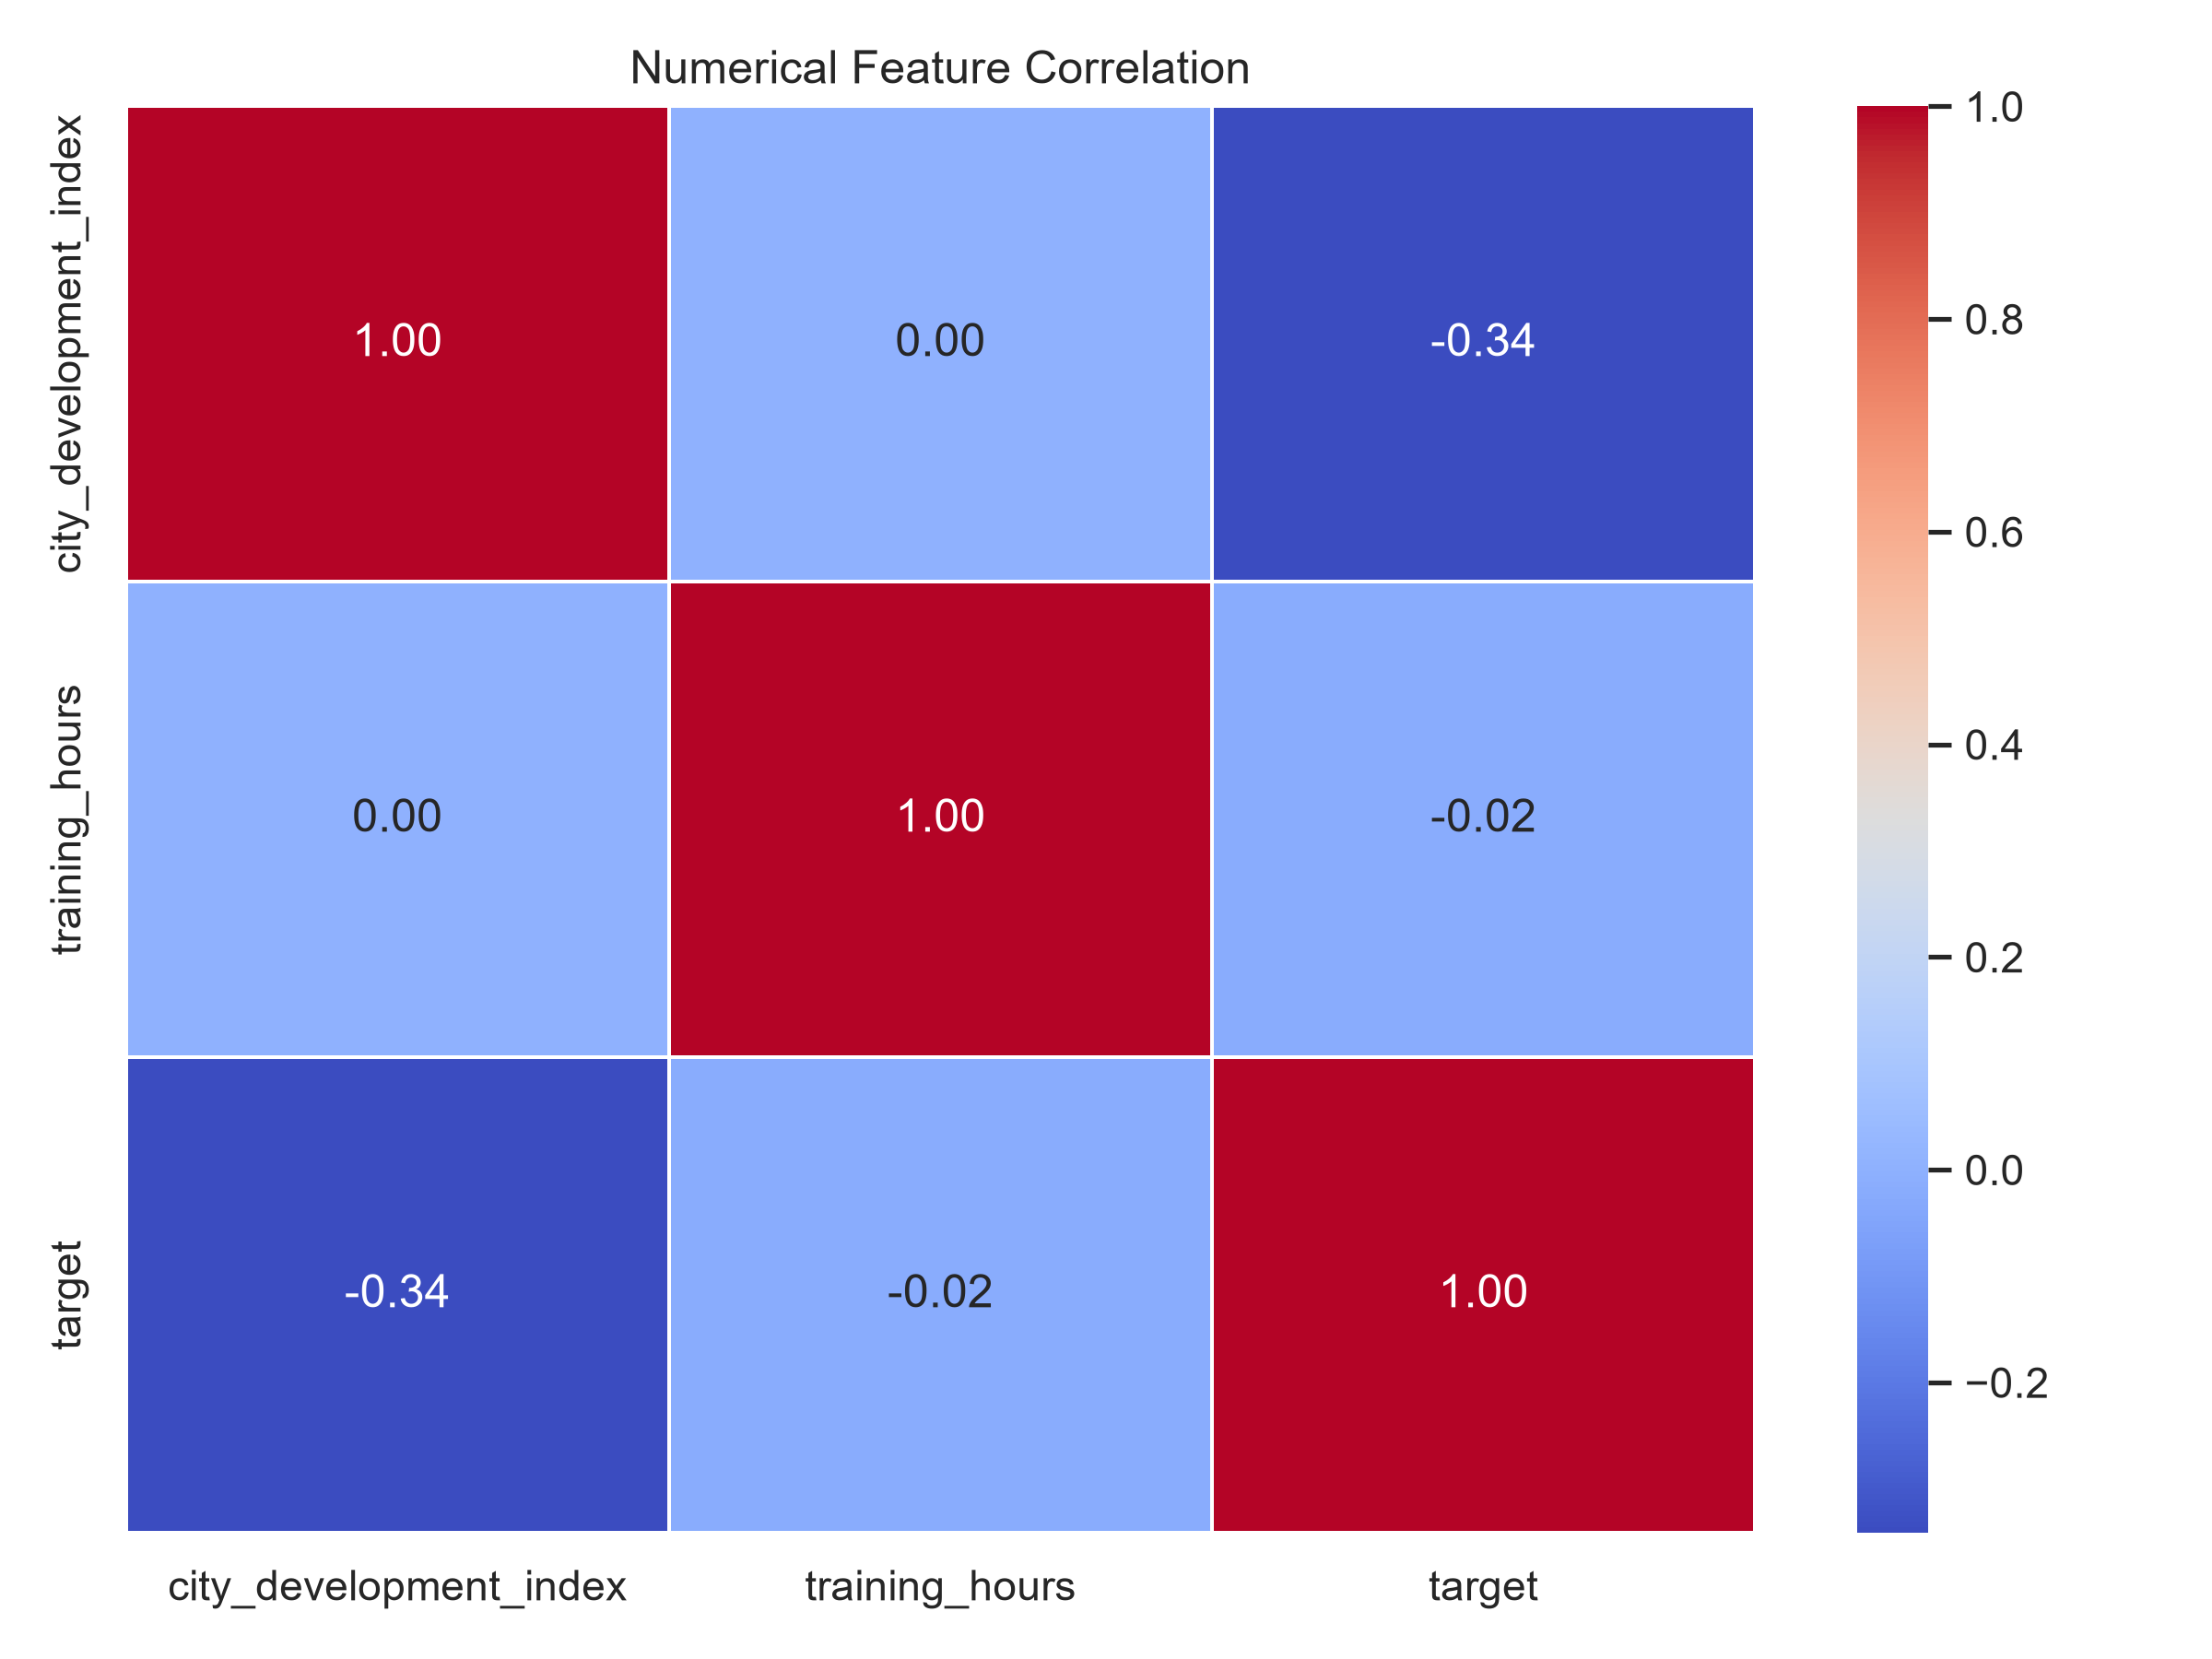 Numerical Feature Correlation
city_development_index
1.00
0.00
-0.34
training_hours
0.00
1.00
-0.02
target
-0.34
-0.02
1.00
city_development_index
training_hours
target
1.0
0.8
0.6
0.4
0.2
0.0
−0.2